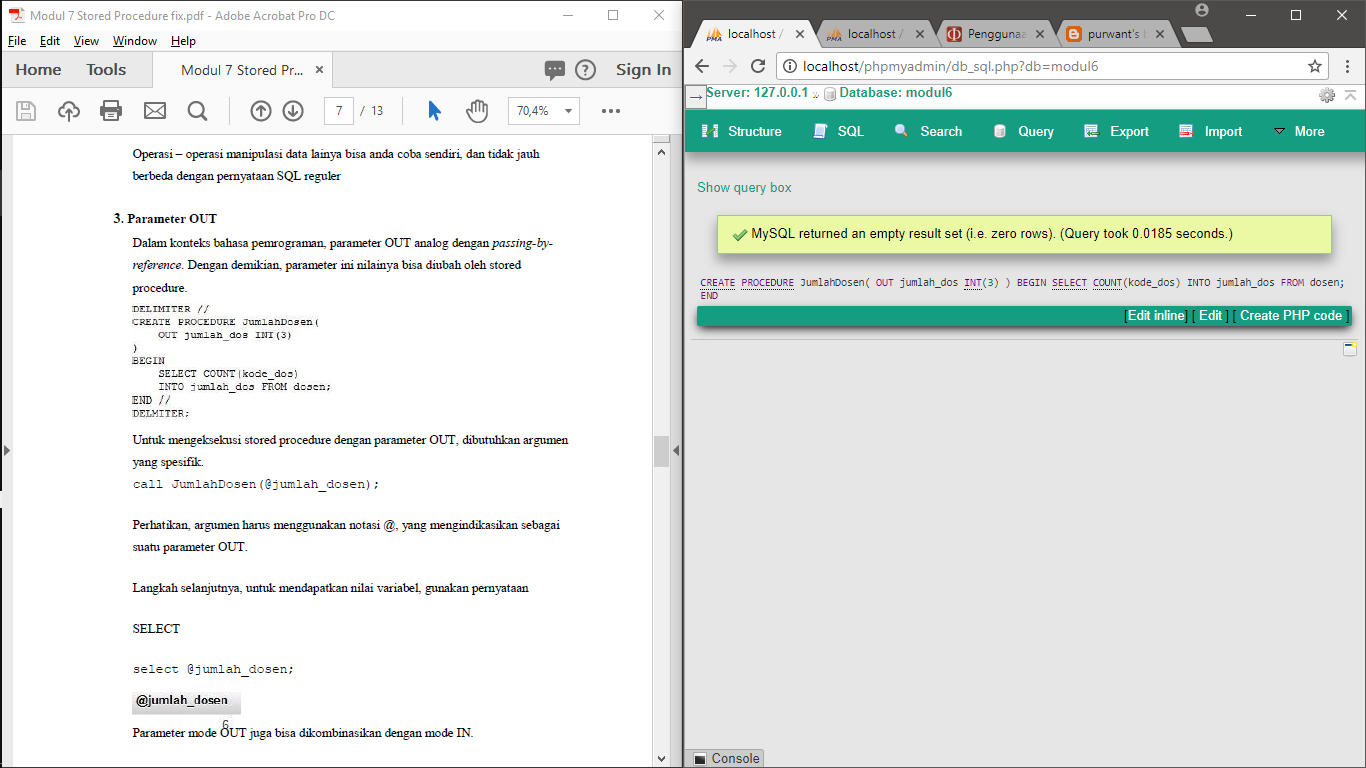 Modul 7 Stored Procedure fix.pdf - Adobe Acrobat Pro DC
File Edit View Window Help
Home Tools Modul 7 Stored Pr... × Sign In
7 / 13 70,4%
Operasi – operasi manipulasi data lainya bisa anda coba sendiri, dan tidak jauh
berbeda dengan pernyataan SQL reguler
3. Parameter OUT
Dalam konteks bahasa pemrograman, parameter OUT analog dengan passing-by-
reference. Dengan demikian, parameter ini nilainya bisa diubah oleh stored
procedure.
DELIMITER //
CREATE PROCEDURE JumlahDosen(
OUT jumlah_dos INT(3)
)
BEGIN
SELECT COUNT(kode_dos)
INTO jumlah_dos FROM dosen;
END //
DELMITER;
Untuk mengeksekusi stored procedure dengan parameter OUT, dibutuhkan argumen
yang spesifik.
call JumlahDosen(@jumlah_dosen);
Perhatikan, argumen harus menggunakan notasi @, yang mengindikasikan sebagai
suatu parameter OUT.
Langkah selanjutnya, untuk mendapatkan nilai variabel, gunakan pernyataan
SELECT
select @jumlah_dosen;
@jumlah_dosen
6
Parameter mode OUT juga bisa dikombinasikan dengan mode IN.
localhost / localhost / Penggunaa purwant's
localhost/phpmyadmin/db_sql.php?db=modul6
Server: 127.0.0.1 » Database: modul6
Structure SQL Search Query Export Import More
Show query box
MySQL returned an empty result set (i.e. zero rows). (Query took 0.0185 seconds.)
CREATE PROCEDURE JumlahDosen( OUT jumlah_dos INT(3) ) BEGIN SELECT COUNT(kode_dos) INTO jumlah_dos FROM dosen;
END
[Edit inline] [ Edit ] [ Create PHP code ]
Console